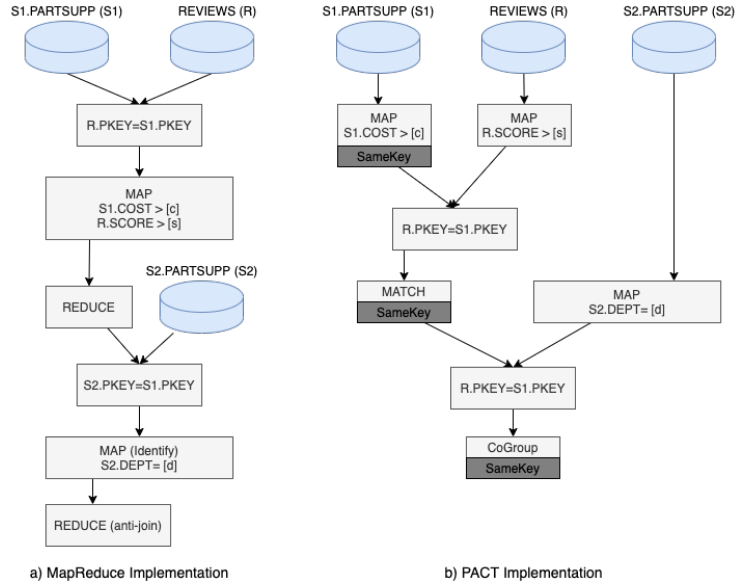 S1.PARTSUPP (S1)
REVIEWS (R)
R.PKEY=S1.PKEY
MAP
S1.COST > [c]
R.SCORE > [s]
S2.PARTSUPP (S2)
REDUCE
S2.PKEY=S1.PKEY
MAP (Identify)
S2.DEPT= [d]
REDUCE (anti-join)
a) MapReduce Implementation
S1.PARTSUPP (S1)
REVIEWS (R)
S2.PARTSUPP (S2)
MAP
S1.COST > [c]
SameKey
MAP
R.SCORE > [s]
R.PKEY=S1.PKEY
MATCH
SameKey
MAP
S2.DEPT= [d]
R.PKEY=S1.PKEY
CoGroup
SameKey
b) PACT Implementation